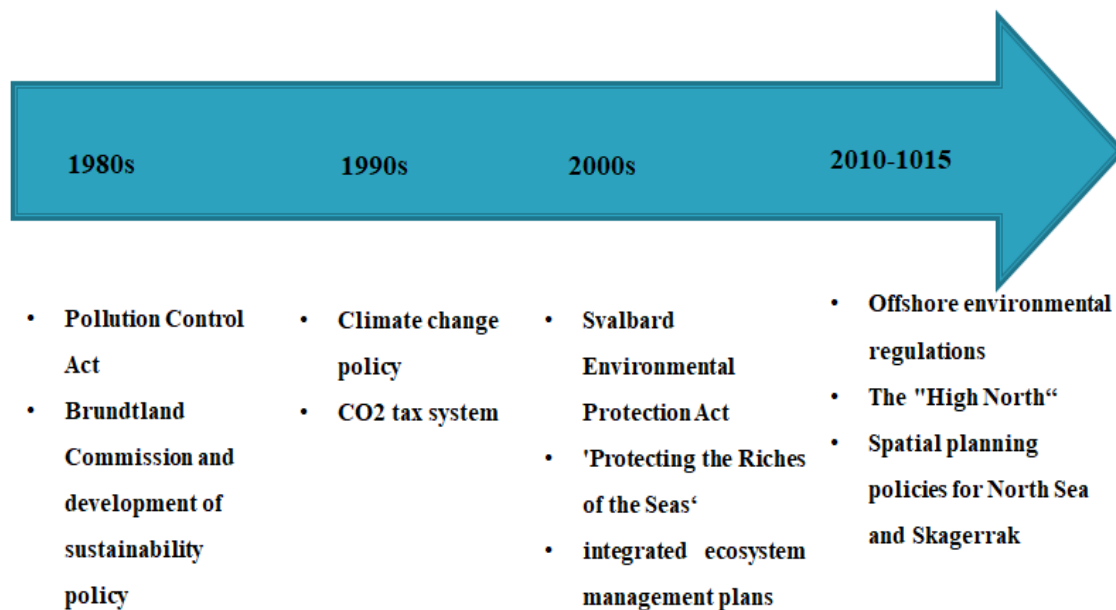 1980s
1990s
2000s
2010-1015
• Pollution Control
Act
• Brundtland
Commission and
development of
sustainability
policy
• Climate change
policy
• CO2 tax system
• Svalbard
Environmental
Protection Act
• 'Protecting the Riches
of the Seas‘
• integrated ecosystem
management plans
• Offshore environmental
regulations
• The "High North“
• Spatial planning
policies for North Sea
and Skagerrak